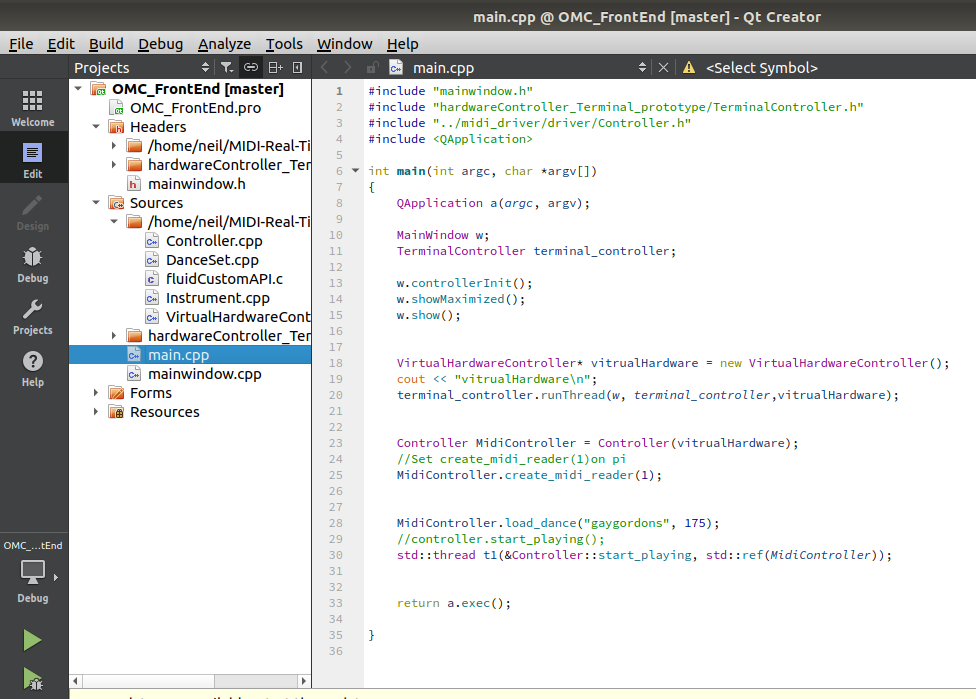 main.cpp @ OMC_FrontEnd [master] - Qt Creator
File Edit Build Debug Analyze Tools Window Help
Projects
main.cpp
<Select Symbol>
Welcome
Edit
Design
Debug
Projects
Help
OMC_...tEnd
Debug
OMC_FrontEnd [master]
OMC_FrontEnd.pro
Headers
/home/neil/MIDI-Real-Ti
hardwareController_Ter
mainwindow.h
Sources
/home/neil/MIDI-Real-Ti
Controller.cpp
DanceSet.cpp
fluidCustomAPI.c
Instrument.cpp
VirtualHardwareCont
hardwareController_Ter
main.cpp
mainwindow.cpp
Forms
Resources
1 #include "mainwindow.h"
2 #include "hardwareController_Terminal_prototype/TerminalController.h"
3 #include "../midi_driver/driver/Controller.h"
4 #include <QApplication>
5
6 int main(int argc, char *argv[])
7 {
8 QApplication a(argc, argv);
9
10 MainWindow w;
11 TerminalController terminal_controller;
12
13 w.controllerInit();
14 w.showMaximized();
15 w.show();
16
17
18 VirtualHardwareController* vitrualHardware = new VirtualHardwareController();
19 cout << "vitrualHardware\n";
20 terminal_controller.runThread(w, terminal_controller,vitrualHardware);
21
22
23 Controller MidiController = Controller(vitrualHardware);
24 //Set create_midi_reader(1)on pi
25 MidiController.create_midi_reader(1);
26
27
28 MidiController.load_dance("gaygordons", 175);
29 //controller.start_playing();
30 std::thread t1(&Controller::start_playing, std::ref(MidiController));
31
32
33 return a.exec();
34
35 }
36